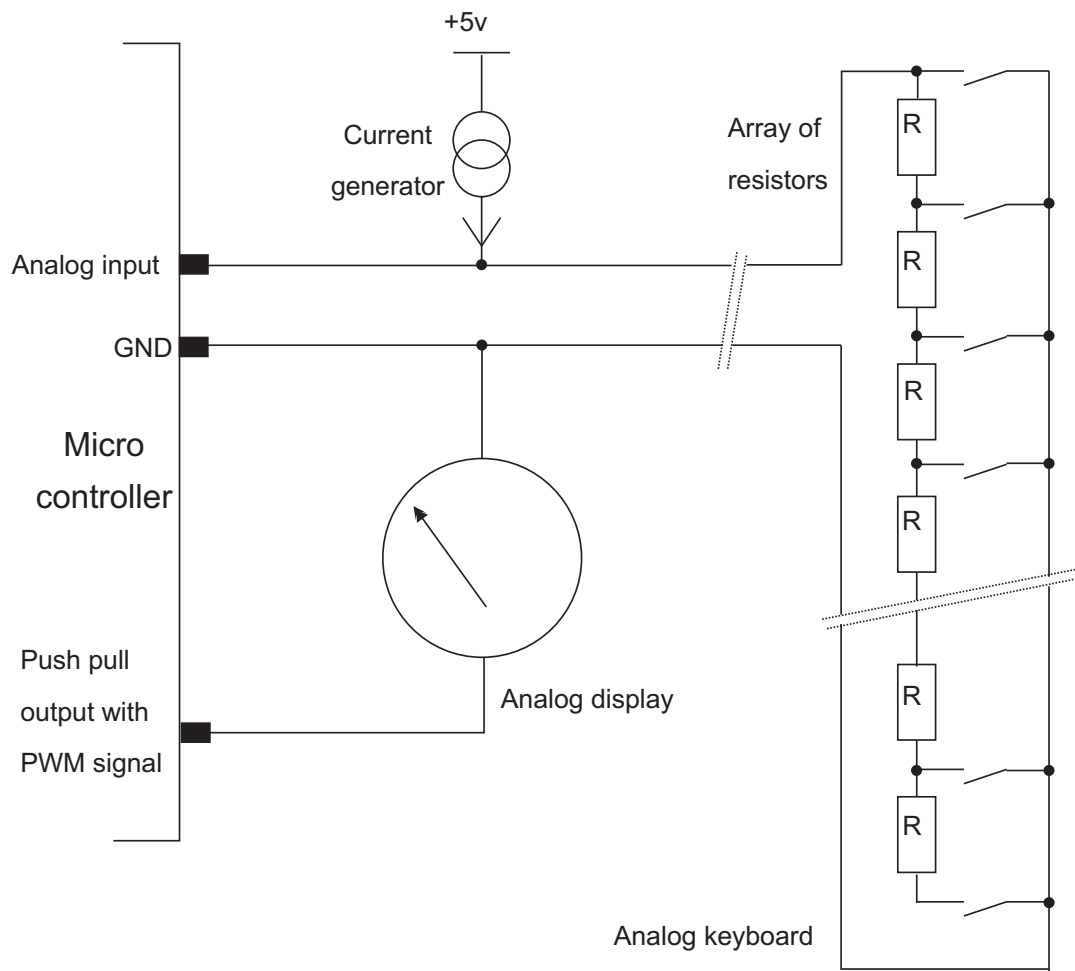 +5v
Current
generator
Array of
resistors
R
R
R
R
R
R
Analog input
GND
Micro
controller
Push pull
output with
PWM signal
Analog display
Analog keyboard